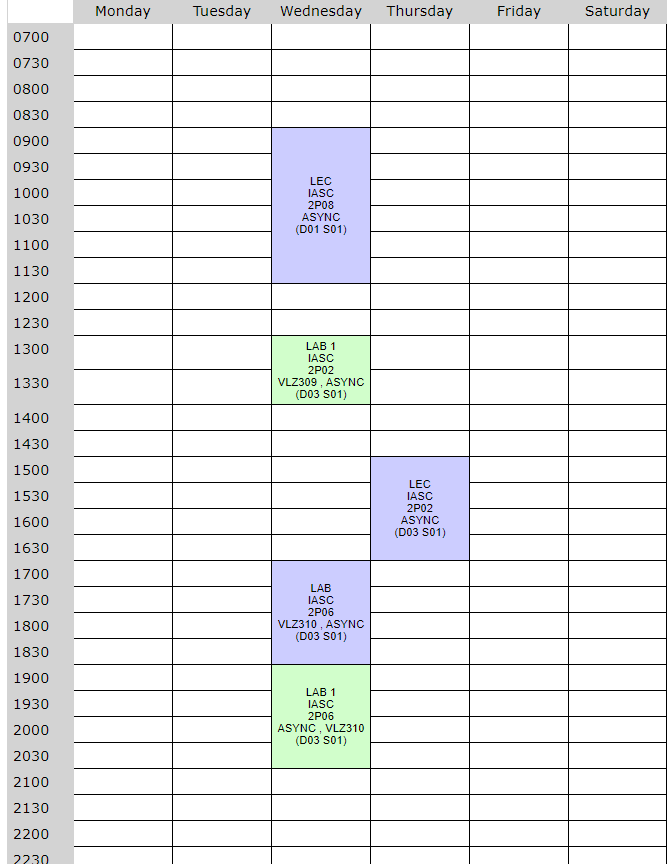 Monday Tuesday Wednesday Thursday Friday Saturday
0700
0730
0800
0830
0900
0930
1000
1030
1100
1130
LEC
IASC
2P08
ASYNC
(D01 S01)
1200
1230
1300
1330
LAB 1
IASC
2P02
VLZ309 , ASYNC
(D03 S01)
1400
1430
1500
1530
1600
1630
LEC
IASC
2P02
ASYNC
(D03 S01)
1700
1730
1800
1830
LAB
IASC
2P06
VLZ310 , ASYNC
(D03 S01)
1900
1930
2000
2030
LAB 1
IASC
2P06
ASYNC , VLZ310
(D03 S01)
2100
2130
2200
2230